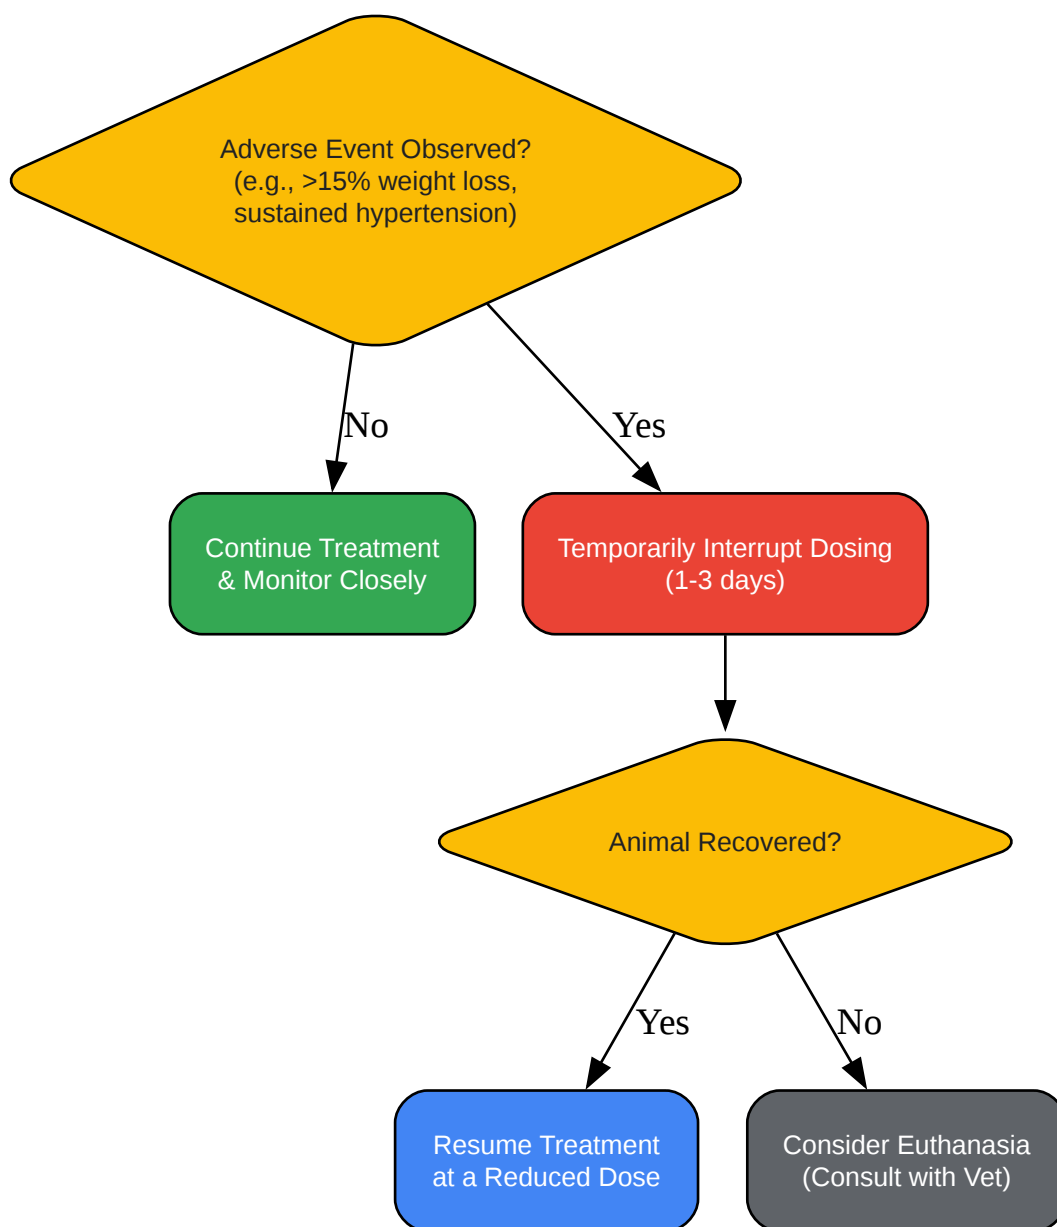 Adverse Event Observed?
(e.g., >15% weight loss,
sustained hypertension)
No
Yes
Continue Treatment
& Monitor Closely
Temporarily Interrupt Dosing
(1-3 days)
Animal Recovered?
Yes
No
Resume Treatment
at a Reduced Dose
Consider Euthanasia
(Consult with Vet)